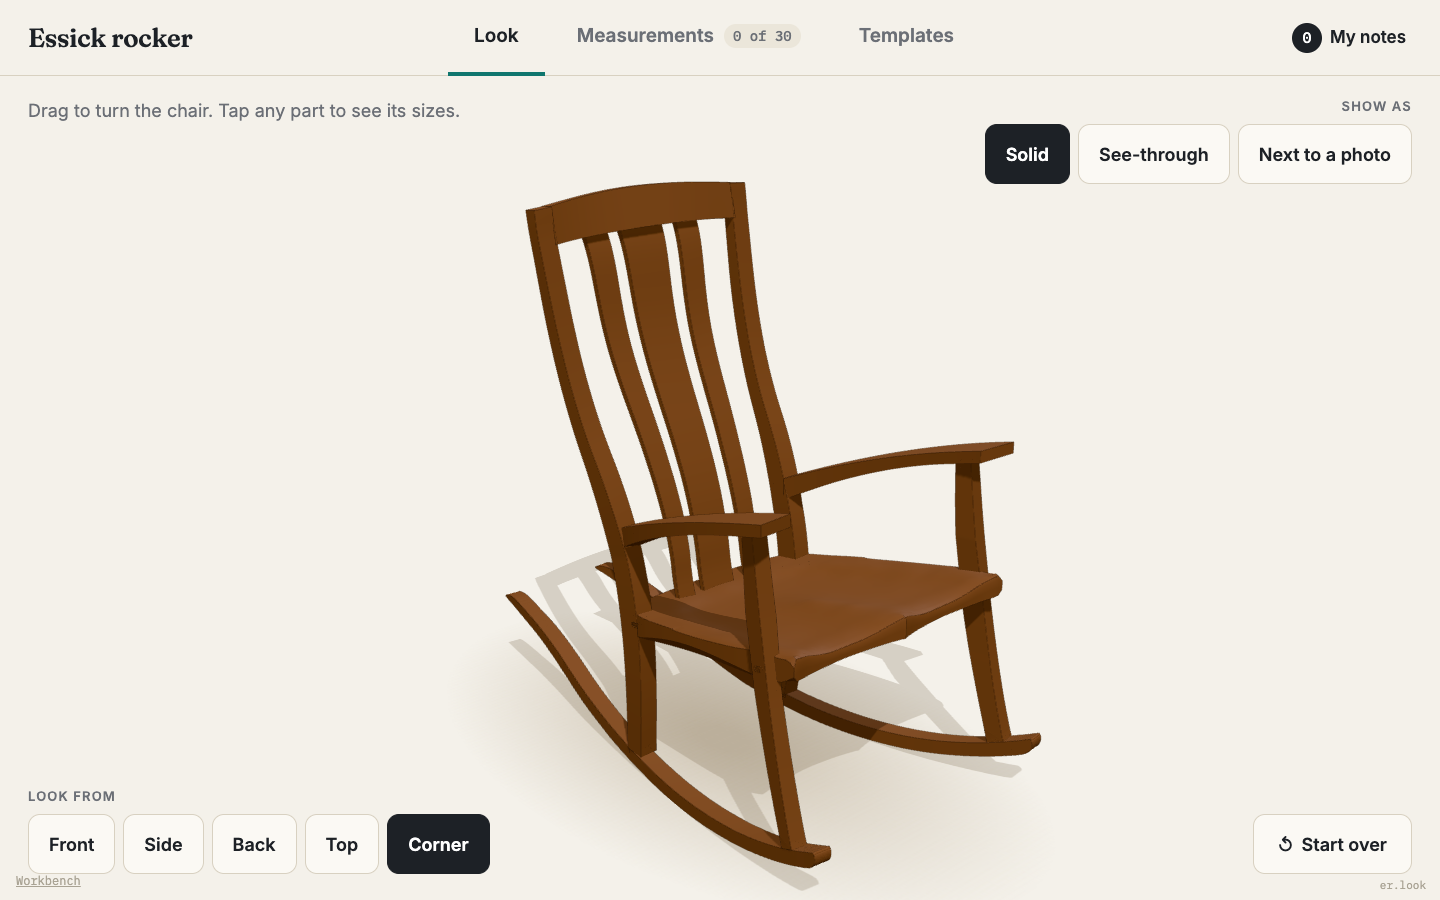 Essick rocker
Look
Measurements 0 of 30
Templates
0 My notes
Drag to turn the chair. Tap any part to see its sizes.
SHOW AS
Solid
See-through
Next to a photo
LOOK FROM
Front
Side
Back
Top
Corner
Start over
Workbench
er.look